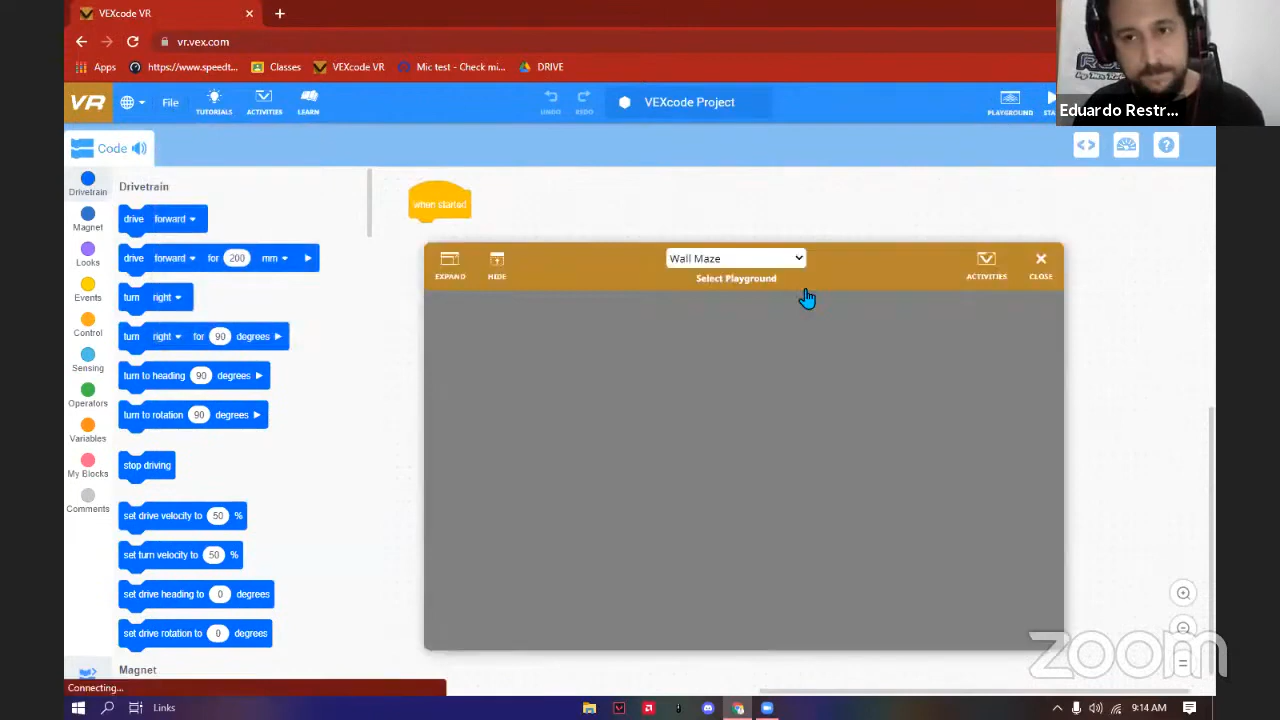 VEXcode VR
vr.vex.com
Apps
https://www.speedt...
Classes
VEXcode VR
Mic test - Check mi...
DRIVE
VR
File
TUTORIALS
ACTIVITIES
LEARN
UNDO
REDO
VEXcode Project
PLAYGROUND
Eduardo Restr...
Code
Drivetrain
Magnet
Looks
Events
Control
Sensing
Operators
Variables
My Blocks
Comments
Drivetrain
drive forward
drive forward for 200 mm
turn right
turn right for 90 degrees
turn to heading 90 degrees
turn to rotation 90 degrees
stop driving
set drive velocity to 50 %
set turn velocity to 50 %
set drive heading to 0 degrees
set drive rotation to 0 degrees
Magnet
when started
EXPAND
HIDE
Wall Maze
Select Playground
ACTIVITIES
CLOSE
zoom
Connecting...
Links
9:14 AM